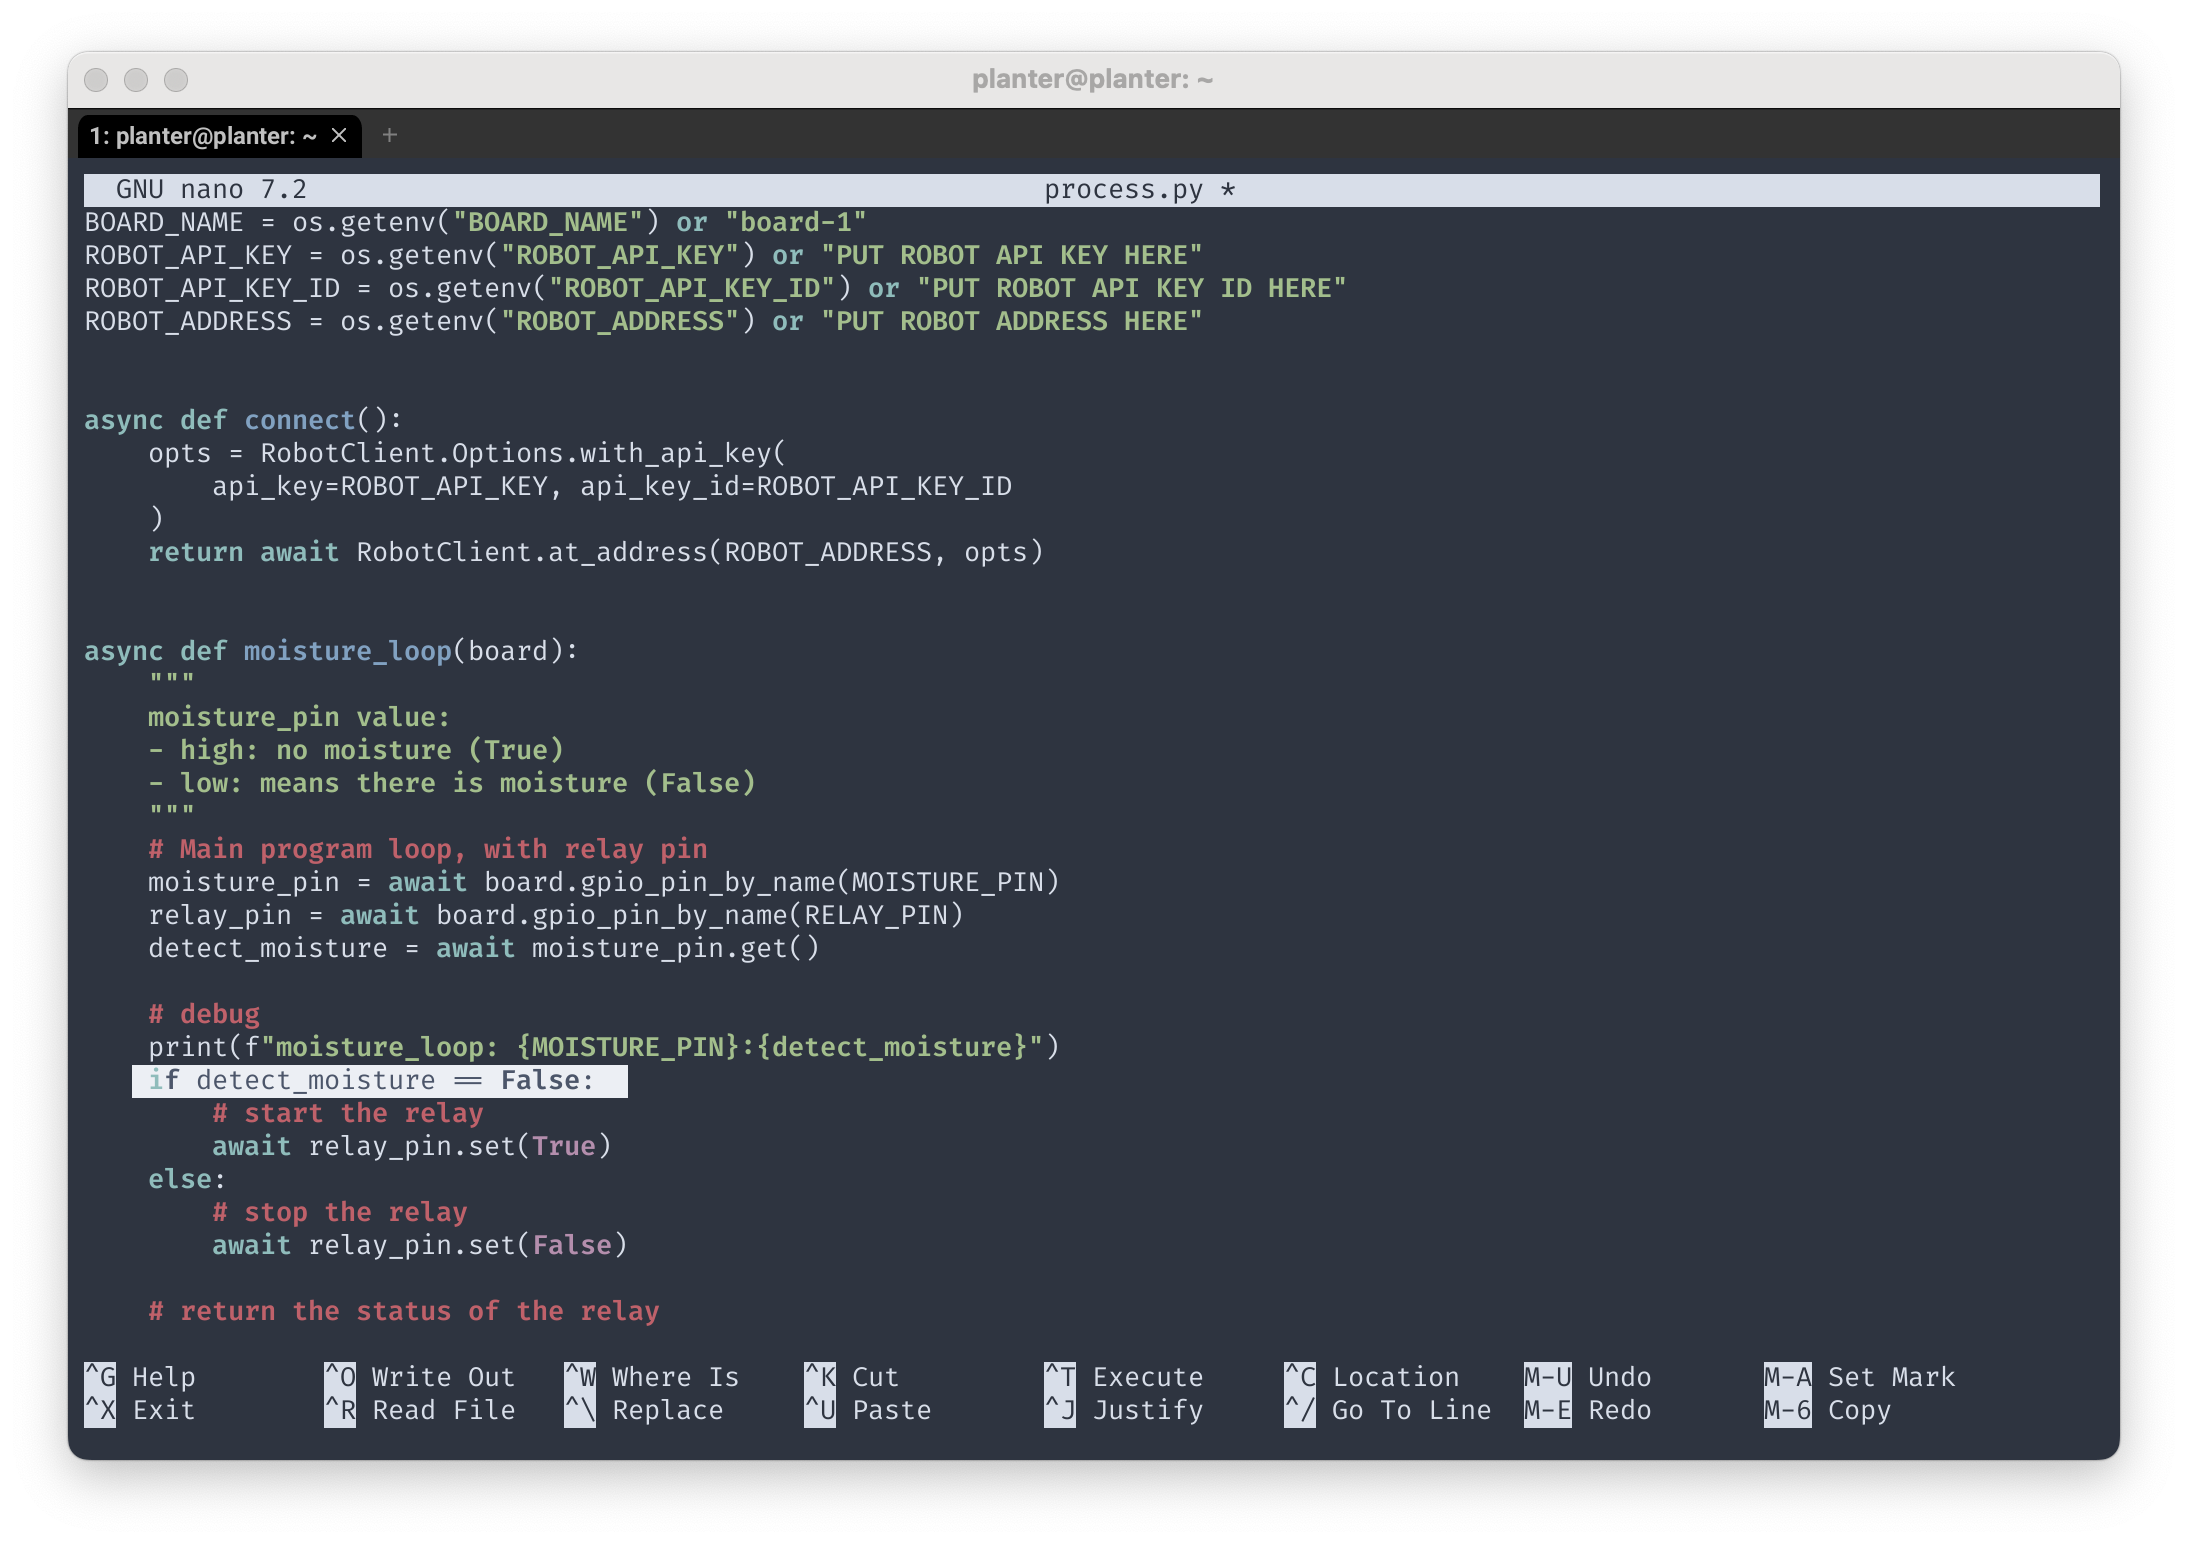 planter@planter: ~
1: planter@planter: ~ × +
GNU nano 7.2 process.py *
BOARD_NAME = os.getenv("BOARD_NAME") or "board-1"
ROBOT_API_KEY = os.getenv("ROBOT_API_KEY") or "PUT ROBOT API KEY HERE"
ROBOT_API_KEY_ID = os.getenv("ROBOT_API_KEY_ID") or "PUT ROBOT API KEY ID HERE"
ROBOT_ADDRESS = os.getenv("ROBOT_ADDRESS") or "PUT ROBOT ADDRESS HERE"
async def connect():
    opts = RobotClient.Options.with_api_key(
        api_key=ROBOT_API_KEY, api_key_id=ROBOT_API_KEY_ID
    )
    return await RobotClient.at_address(ROBOT_ADDRESS, opts)
async def moisture_loop(board):
    """
    moisture_pin value:
    - high: no moisture (True)
    - low: means there is moisture (False)
    """
    # Main program loop, with relay pin
    moisture_pin = await board.gpio_pin_by_name(MOISTURE_PIN)
    relay_pin = await board.gpio_pin_by_name(RELAY_PIN)
    detect_moisture = await moisture_pin.get()
    # debug
    print(f"moisture_loop: {MOISTURE_PIN}:{detect_moisture}")
    if detect_moisture == False:
        # start the relay
        await relay_pin.set(True)
    else:
        # stop the relay
        await relay_pin.set(False)
    # return the status of the relay
^G Help ^O Write Out ^W Where Is ^K Cut ^T Execute ^C Location M-U Undo M-A Set Mark
^X Exit ^R Read File ^\ Replace ^U Paste ^J Justify ^/ Go To Line M-E Redo M-6 Copy